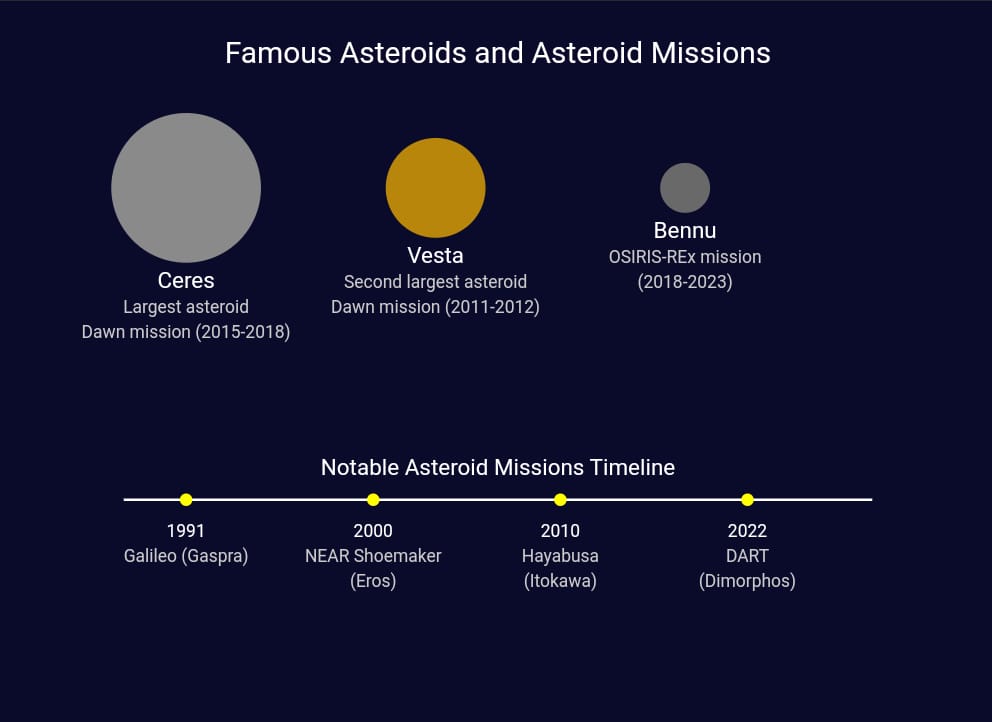 Famous Asteroids and Asteroid Missions
Ceres
Largest asteroid
Dawn mission (2015-2018)
Vesta
Second largest asteroid
Dawn mission (2011-2012)
Bennu
OSIRIS-REx mission
(2018-2023)
Notable Asteroid Missions Timeline
1991
Galileo (Gaspra)
2000
NEAR Shoemaker
(Eros)
2010
Hayabusa
(Itokawa)
2022
DART
(Dimorphos)